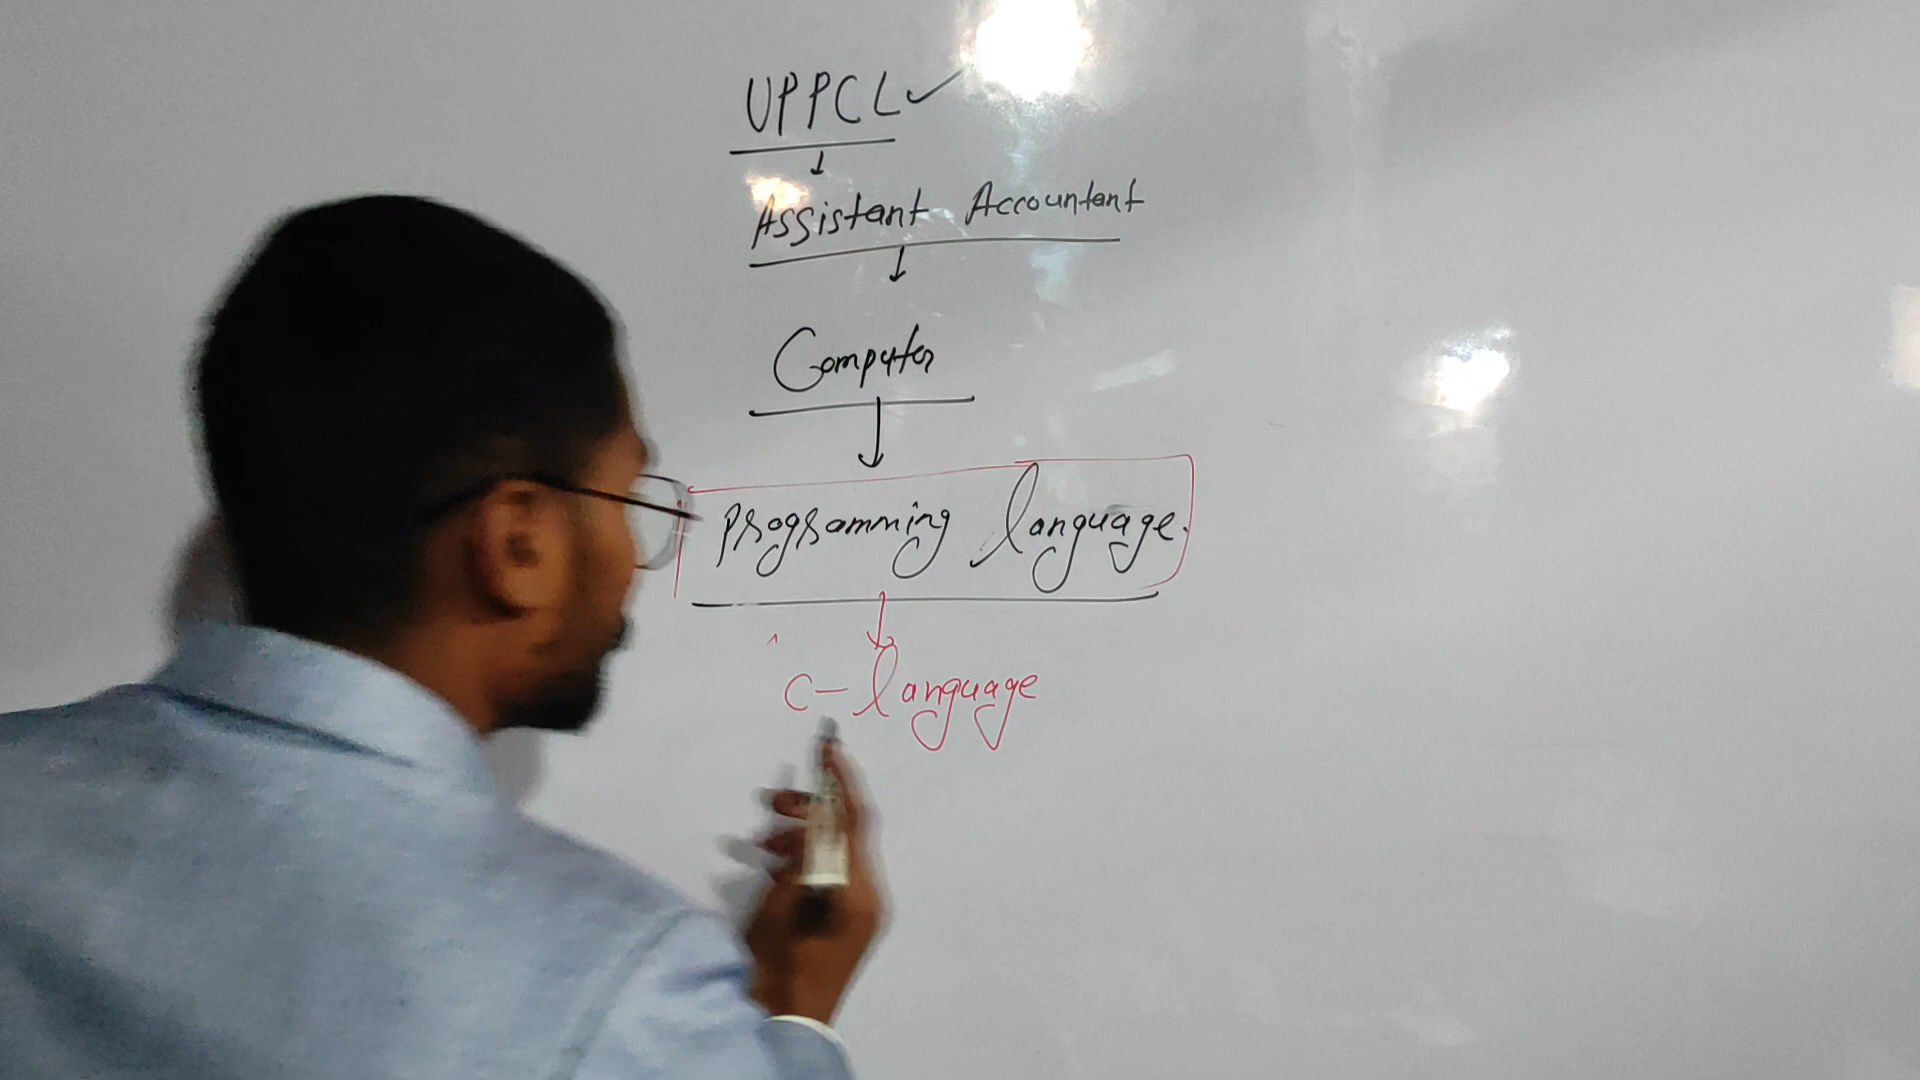 UPPCL
Assistant Accountant
Computer
Programming language.
C- language